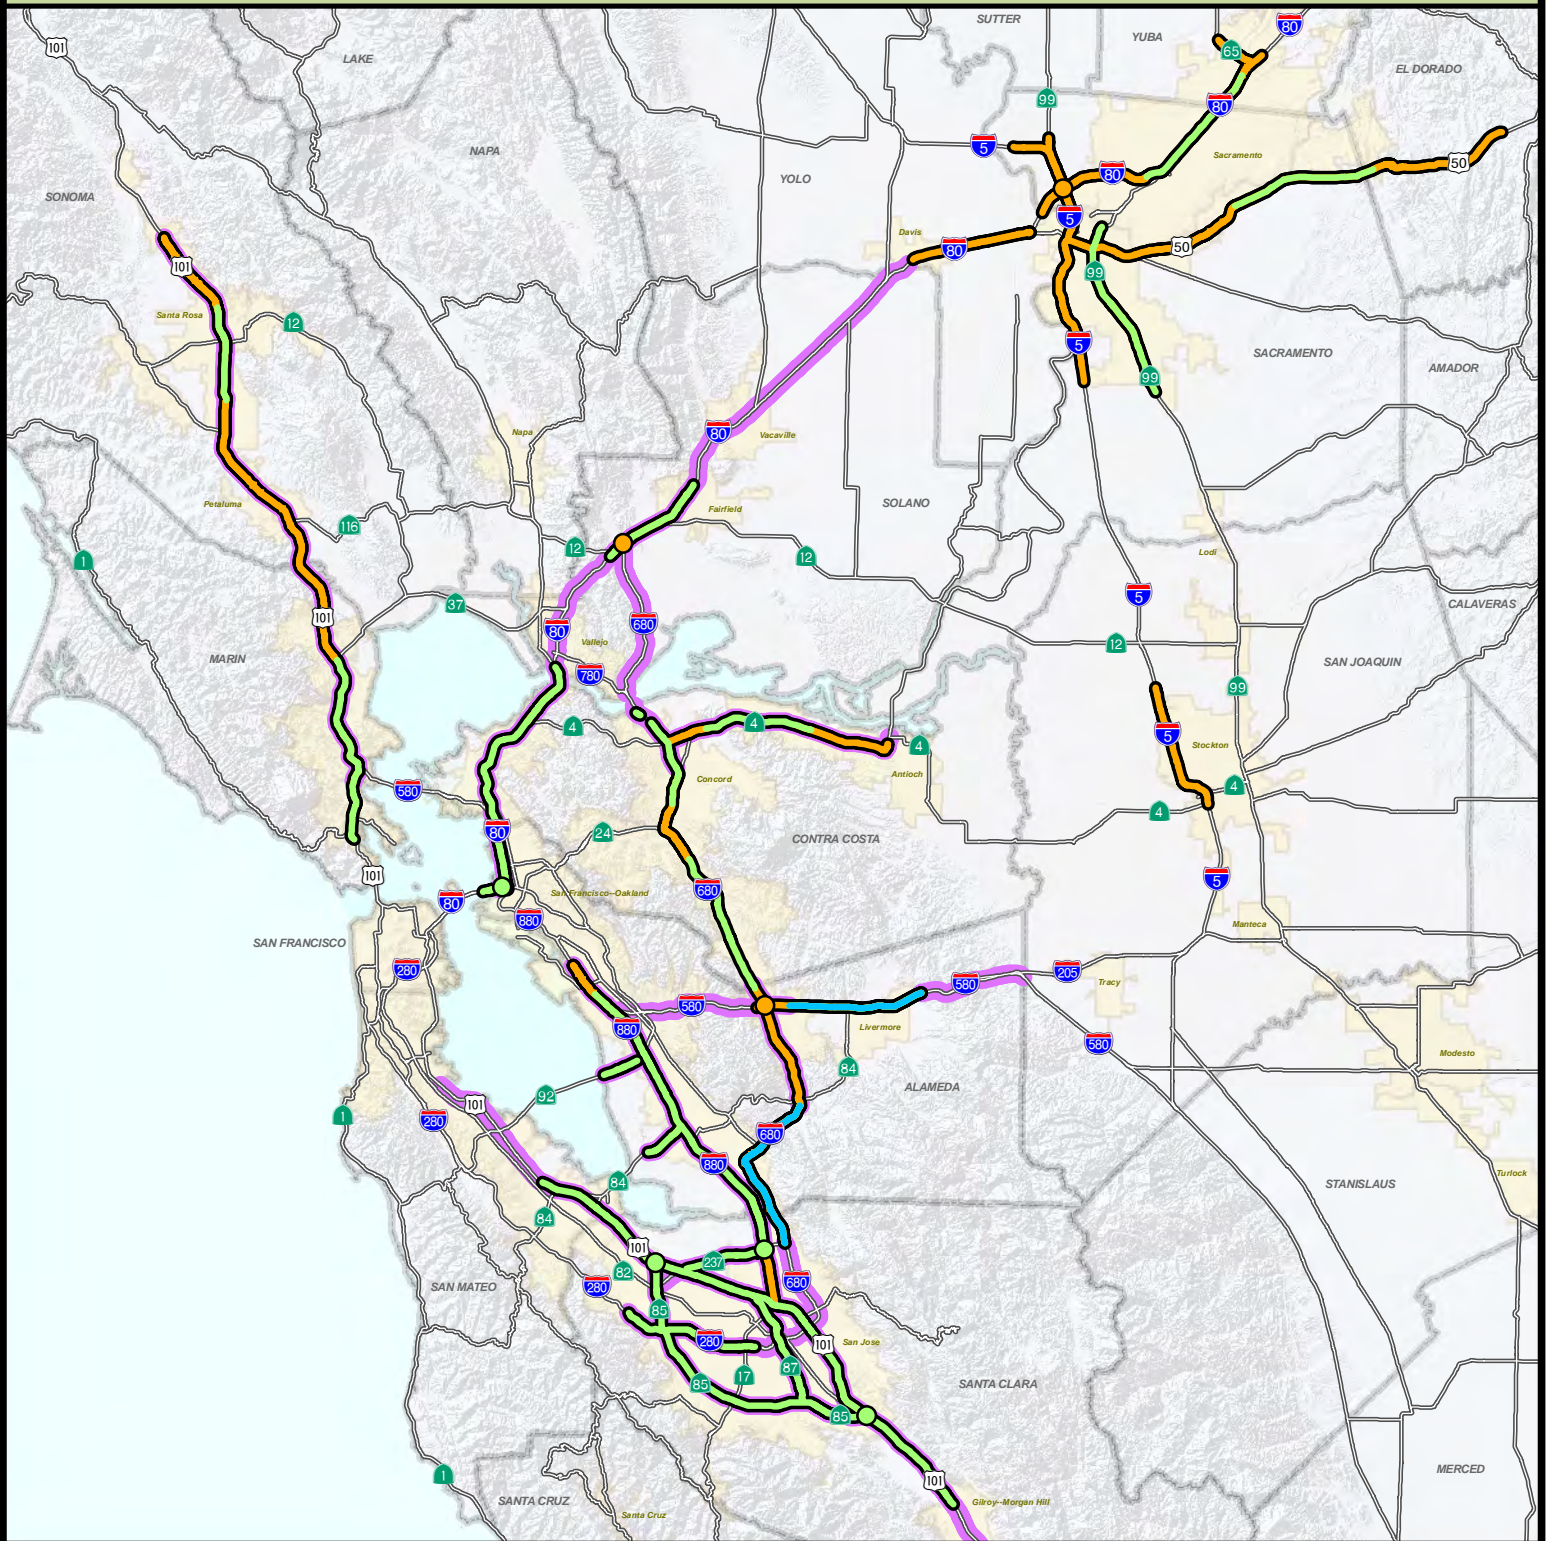 SUTTER
80
YUBA
101
65
LAKE
EL DORADO
99
80
5
NAPA
Sacramento
50
80
YOLO
SONOMA
5
Davis
80
50
101
99
Santa Rosa
12
5
SACRAMENTO
AMADOR
99
80
Napa
Vacaville
Petaluma
SOLANO
Fairfield
116
12
Lodi
1
12
5
37
CALAVERAS
101
680
80
Vallejo
12
MARIN
SAN JOAQUIN
780
99
4
4
5
4
Stockton
Concord
Antioch
4
580
4
80
24
CONTRA COSTA
101
5
680
San Francisco--Oakland
80
880
Manteca
SAN FRANCISCO
280
205
580
Tracy
580
880
Livermore
580
Modesto
84
ALAMEDA
92
101
1
280
680
880
Turlock
84
STANISLAUS
84
101
237
82
680
SAN MATEO
280
85
280
101
San Jose
87
17
85
SANTA CLARA
85
MERCED
1
101
SANTA CRUZ
Gilroy--Morgan Hill
Santa Cruz